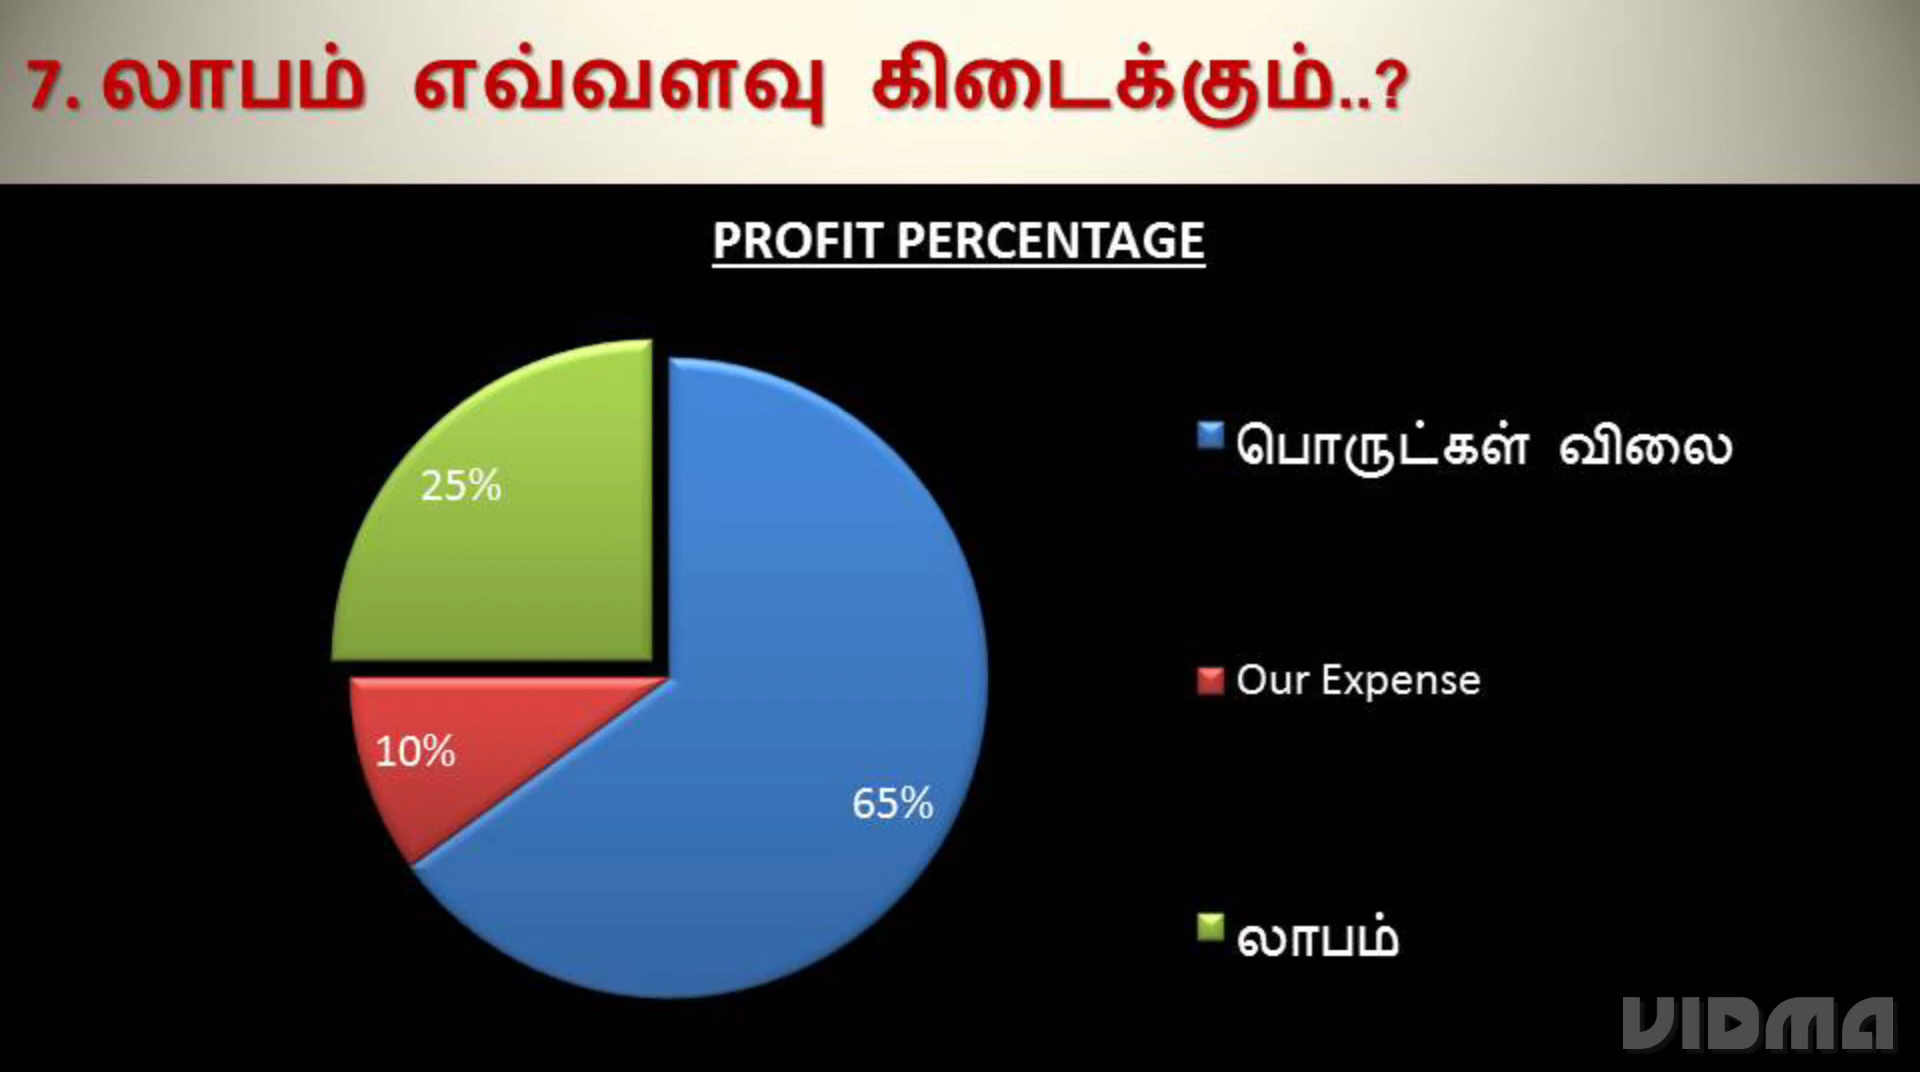 7. லாபம் எவ்வளவு கிடைக்கும்..?
PROFIT PERCENTAGE
25%
10%
65%
பொருட்கள் விலை
Our Expense
லாபம்
VIDMA